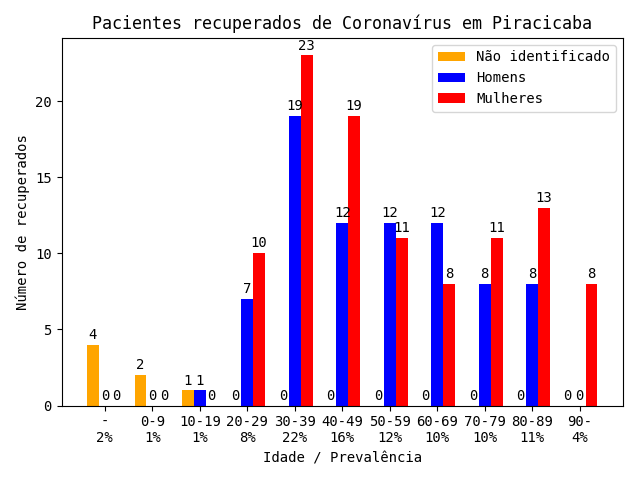 Pacientes recuperados de Coronavírus em Piracicaba
Não identificado
Homens
Mulheres
Número de recuperados
20
15
10
5
0
4 0 0
2 0 0
1 1 0
0 7 10
0 19 23
0 12 19
0 12 11
0 12 8
0 8 11
0 8 13
0 0 8
- 0-9 10-19 20-29 30-39 40-49 50-59 60-69 70-79 80-89 90-
2% 1% 1% 8% 22% 16% 12% 10% 10% 11% 4%
Idade / Prevalência